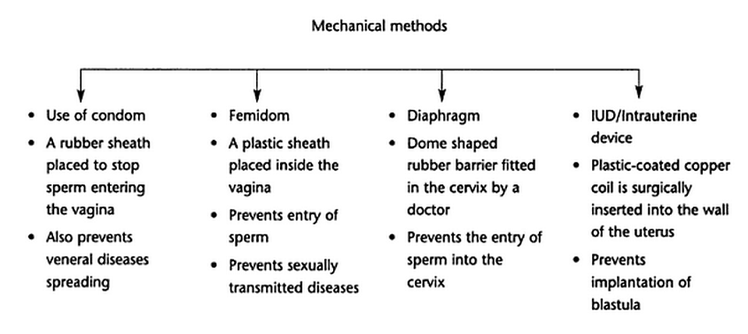 Mechanical methods
• Use of condom
• A rubber sheath
placed to stop
sperm entering
the vagina
• Also prevents
veneral diseases
spreading
• Femidom
• A plastic sheath
placed inside the
vagina
• Prevents entry of
sperm
• Prevents sexually
transmitted diseases
• Diaphragm
• Dome shaped
rubber barrier fitted
in the cervix by a
doctor
• Prevents the entry of
sperm into the
cervix
• IUD/Intrauterine
device
• Plastic-coated copper
coil is surgically
inserted into the wall
of the uterus
• Prevents
implantation of
blastula